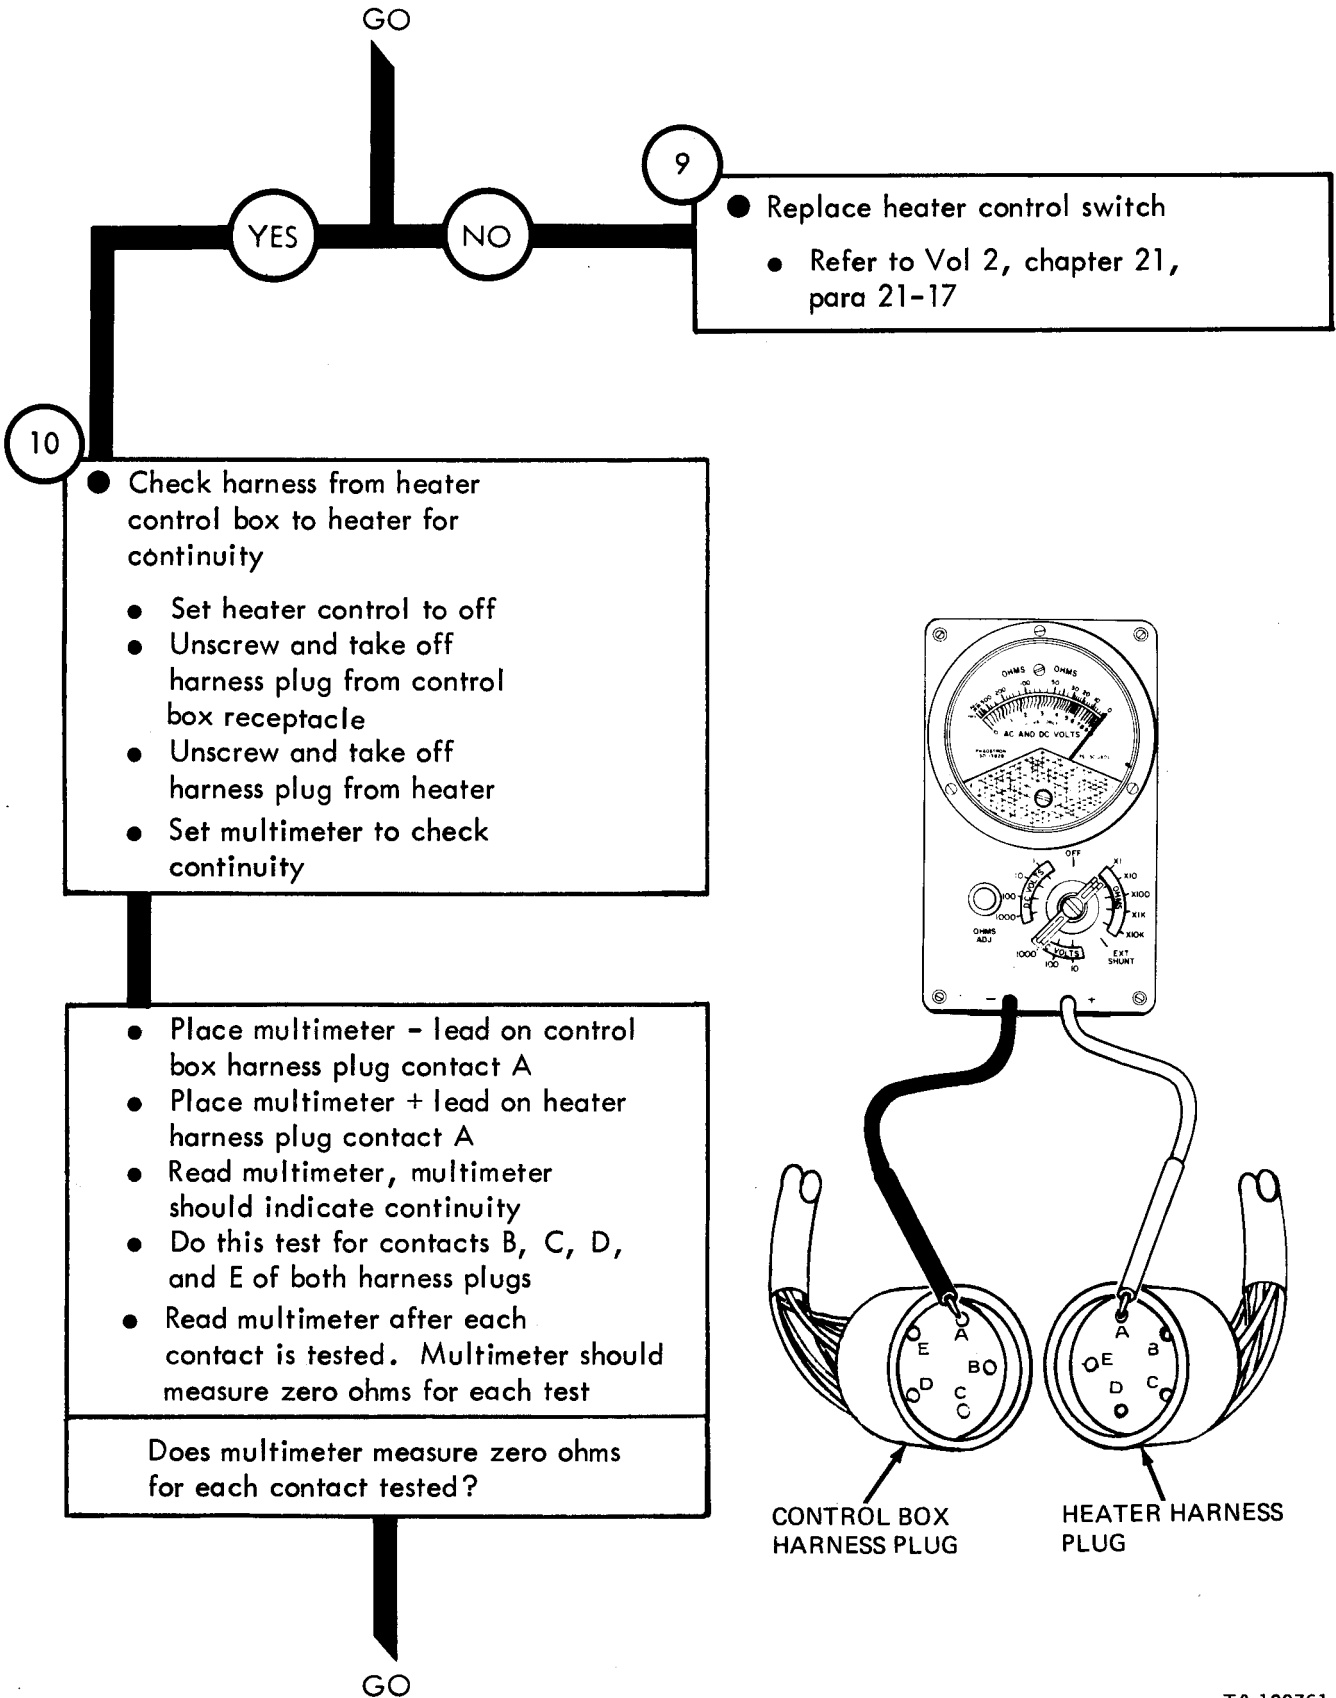 GO
9
YES
NO
● Replace heater control switch
● Refer to Vol 2, chapter 21,
para 21-17
10
● Check harness from heater
control box to heater for
continuity
● Set heater control to off
● Unscrew and take off
harness plug from control
box receptacle
● Unscrew and take off
harness plug from heater
● Set multimeter to check
continuity
● Place multimeter - lead on control
box harness plug contact A
● Place multimeter + lead on heater
harness plug contact A
● Read multimeter, multimeter
should indicate continuity
● Do this test for contacts B, C, D,
and E of both harness plugs
● Read multimeter after each
contact is tested. Multimeter should
measure zero ohms for each test
Does multimeter measure zero ohms
for each contact tested?
GO
OHMS OHMS
AC AND DC VOLTS
OFF
1
10
100
1000
DC VOLTS
X1
X10
X100
X1K
X10K
OHMS
OHMS
ADJ
1000
100
10
VOLTS
EXT
SHUNT
- +
A
E
B
D
C
A
B
E
D
C
CONTROL BOX
HARNESS PLUG
HEATER HARNESS
PLUG